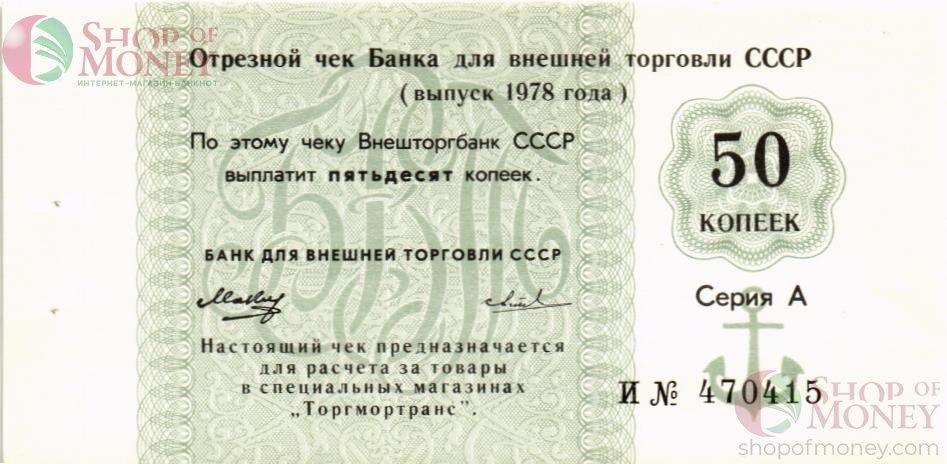 SHOP OF
MONEY
ИНТЕРНЕТ-МАГАЗИН БАНКНОТ
Отрезной чек Банка для внешней торговли СССР
(выпуск 1978 года)
По этому чеку Внешторгбанк СССР
выплатит пятьдесят копеек.
50
КОПЕЕК
БАНК ДЛЯ ВНЕШНЕЙ ТОРГОВЛИ СССР
Серия А
Настоящий чек предназначается
для расчета за товары
в специальных магазинах
„Торгмортранс".
И № 470415
SHOP OF
MONEY
shopofmoney.com